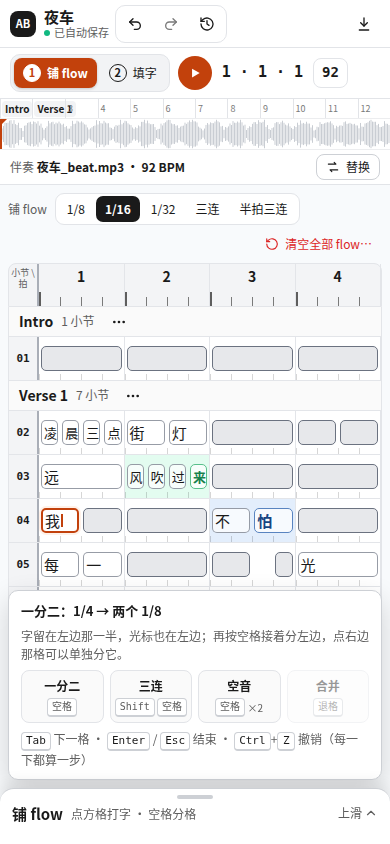 AB 夜车
已自动保存
1 铺 flow 2 填字 1 · 1 · 1 92
Intro Verse 1 4 5 6 7 8 9 10 11 12
伴奏 夜车_beat.mp3 · 92 BPM 替换
铺 flow 1/8 1/16 1/32 三连 半拍三连
清空全部 flow…
小节 \ 拍 1 2 3 4
Intro 1 小节 …
01
Verse 1 7 小节 …
02 凌 晨 三 点 街 灯
03 远 风 吹 过 来
04 我 不 怕
05 每 一 光
一分二：1/4 → 两个 1/8
字留在左边那一半，光标也在左边；再按空格接着分左边，点右边
那格可以单独分它。
一分二 三连 空音 合并
空格 Shift 空格 空格 ×2 退格
Tab 下一格 · Enter / Esc 结束 · Ctrl+Z 撤销（每一
下都算一步）
铺 flow 点方格打字 · 空格分格 上滑